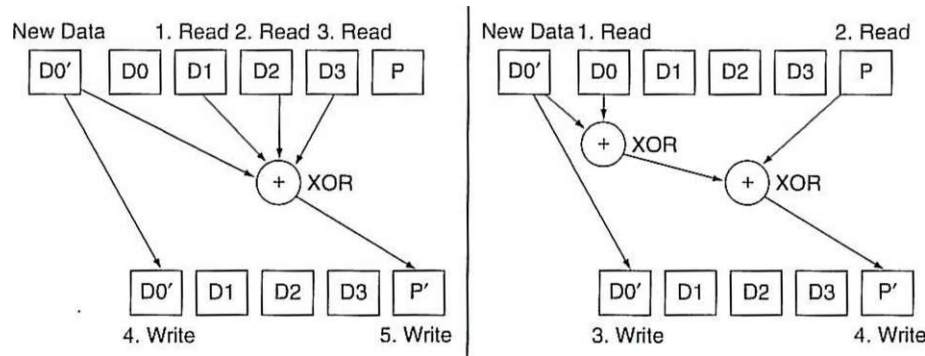 New Data 1. Read 2. Read 3. Read
D0′ D0 D1 D2 D3 P
+ XOR
D0′ D1 D2 D3 P′
4. Write 5. Write
New Data 1. Read 2. Read
D0′ D0 D1 D2 D3 P
+ XOR
+ XOR
D0′ D1 D2 D3 P′
3. Write 4. Write